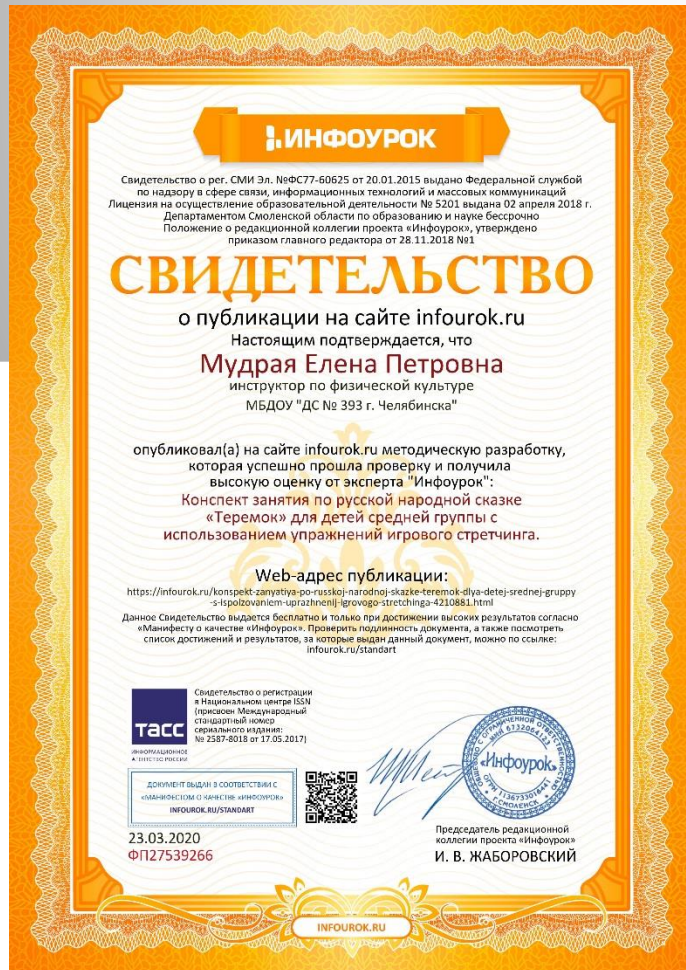 ИНФОУРОК
Свидетельство о рег. СМИ Эл. №ФС77-60625 от 20.01.2015 выдано Федеральной службой
по надзору в сфере связи, информационных технологий и массовых коммуникаций
Лицензия на осуществление образовательной деятельности № 5201 выдана 02 апреля 2018 г.
Департаментом Смоленской области по образованию и науке бессрочно
Положение о редакционной коллегии проекта «Инфоурок», утверждено
приказом главного редактора от 28.11.2018 №1
СВИДЕТЕЛЬСТВО
о публикации на сайте infourok.ru
Настоящим подтверждается, что
Мудрая Елена Петровна
инструктор по физической культуре
МБДОУ "ДС № 393 г. Челябинска"
опубликовал(а) на сайте infourok.ru методическую разработку,
которая успешно прошла проверку и получила
высокую оценку от эксперта "Инфоурок":
Конспект занятия по русской народной сказке
«Теремок» для детей средней группы с
использованием упражнений игрового стретчинга.
Web-адрес публикации:
https://infourok.ru/konspekt-zanyatiya-po-russkoj-narodnoj-skazke-teremok-dlya-detej-srednej-gruppy
-s-ispolzovaniem-uprazhnenij-igrovogo-stretchinga-4210881.html
Данное Свидетельство выдается бесплатно и только при достижении высоких результатов согласно
«Манифесту о качестве «Инфоурок». Проверить подлинность документа, а также посмотреть
список достижений и результатов, за которые выдан данный документ, можно по ссылке:
infourok.ru/standart
Свидетельство о регистрации
в Национальном центре ISSN
(присвоен Международный
стандартный номер
сериального издания:
№ 2587-8018 от 17.05.2017)
ТАСС
ИНФОРМАЦИОННОЕ
АГЕНТСТВО РОССИИ
ДОКУМЕНТ ВЫДАН В СООТВЕТСТВИИ С
«МАНИФЕСТОМ О КАЧЕСТВЕ «ИНФОУРОК»
INFOUROK.RU/STANDART
«Инфоурок»
Г.СМОЛЕНСК
23.03.2020
ФП27539266
Председатель редакционной
коллегии проекта «Инфоурок»
И. В. ЖАБОРОВСКИЙ
INFOUROK.RU